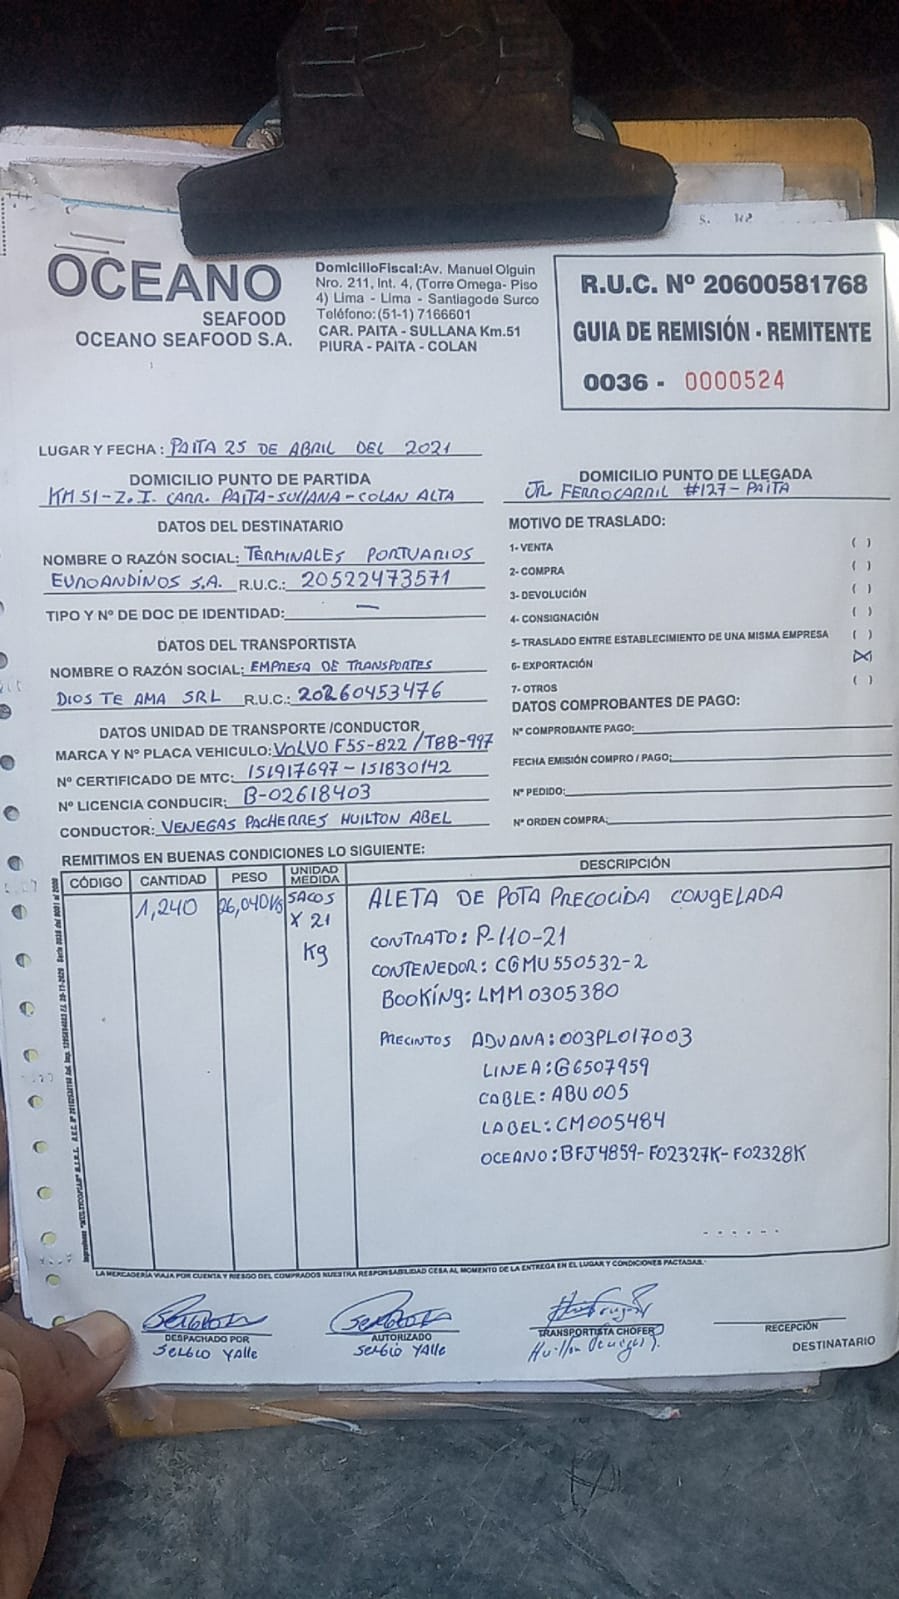 OCEANO
SEAFOOD
OCEANO SEAFOOD S.A.
DomicilioFiscal: Av. Manuel Olguin
Nro. 211, Int. 4, (Torre Omega- Piso
4) Lima - Lima - Santiago de Surco
Teléfono: (51-1) 7166601
CAR. PAITA - SULLANA Km.51
PIURA - PAITA - COLAN
R.U.C. Nº 20600581768
GUIA DE REMISIÓN - REMITENTE
0036 - 0000524
LUGAR Y FECHA : PAITA 25 DE ABRIL DEL 2021
DOMICILIO PUNTO DE PARTIDA
KM 51-Z.I. CARR. PAITA-SULLANA-COLAN ALTA
DOMICILIO PUNTO DE LLEGADA
JR. FERROCARRIL #127-PAITA
DATOS DEL DESTINATARIO
NOMBRE O RAZÓN SOCIAL: TERMINALES PORTUARIOS
EUROANDINOS S.A. R.U.C.: 20522473571
TIPO Y Nº DE DOC DE IDENTIDAD: —
MOTIVO DE TRASLADO:
1- VENTA ( )
2- COMPRA ( )
3- DEVOLUCIÓN ( )
4- CONSIGNACIÓN ( )
5- TRASLADO ENTRE ESTABLECIMIENTO DE UNA MISMA EMPRESA ( )
6- EXPORTACIÓN (X)
7- OTROS ( )
DATOS DEL TRANSPORTISTA
NOMBRE O RAZÓN SOCIAL: EMPRESA DE TRANSPORTES
DIOS TE AMA SRL R.U.C.: 20260453476
DATOS UNIDAD DE TRANSPORTE /CONDUCTOR
MARCA Y Nº PLACA VEHICULO: VOLVO F5S-822 / TBB-997
Nº CERTIFICADO DE MTC: 151917697-151830142
Nº LICENCIA CONDUCIR: B-02618403
CONDUCTOR: VENEGAS PACHERRES HUILTON ABEL
DATOS COMPROBANTES DE PAGO:
Nº COMPROBANTE PAGO:
FECHA EMISIÓN COMPRO / PAGO:
Nº PEDIDO:
Nº ORDEN COMPRA:
REMITIMOS EN BUENAS CONDICIONES LO SIGUIENTE:
CÓDIGO CANTIDAD PESO UNIDAD MEDIDA DESCRIPCIÓN
1,240 26,040Kg SACOS X 21 Kg ALETA DE POTA PRECOCIDA CONGELADA
CONTRATO: P-110-21
CONTENEDOR: CGMU 550532-2
BOOKING: LMM0305380
PRECINTOS ADUANA: 003PL017003
LINEA: G6507959
CABLE: ABU005
LABEL: CM005484
OCEANO: BFJ4859-F02327K-F02328K
LA MERCADERÍA VIAJA POR CUENTA Y RIESGO DEL COMPRADOS NUESTRA RESPONSABILIDAD CESA AL MOMENTO DE LA ENTREGA EN EL LUGAR Y CONDICIONES PACTADAS.
DESPACHADO POR
SERGIO YAlle
AUTORIZADO
SERGIO YAlle
TRANSPORTISTA CHOFER
RECEPCIÓN
DESTINATARIO